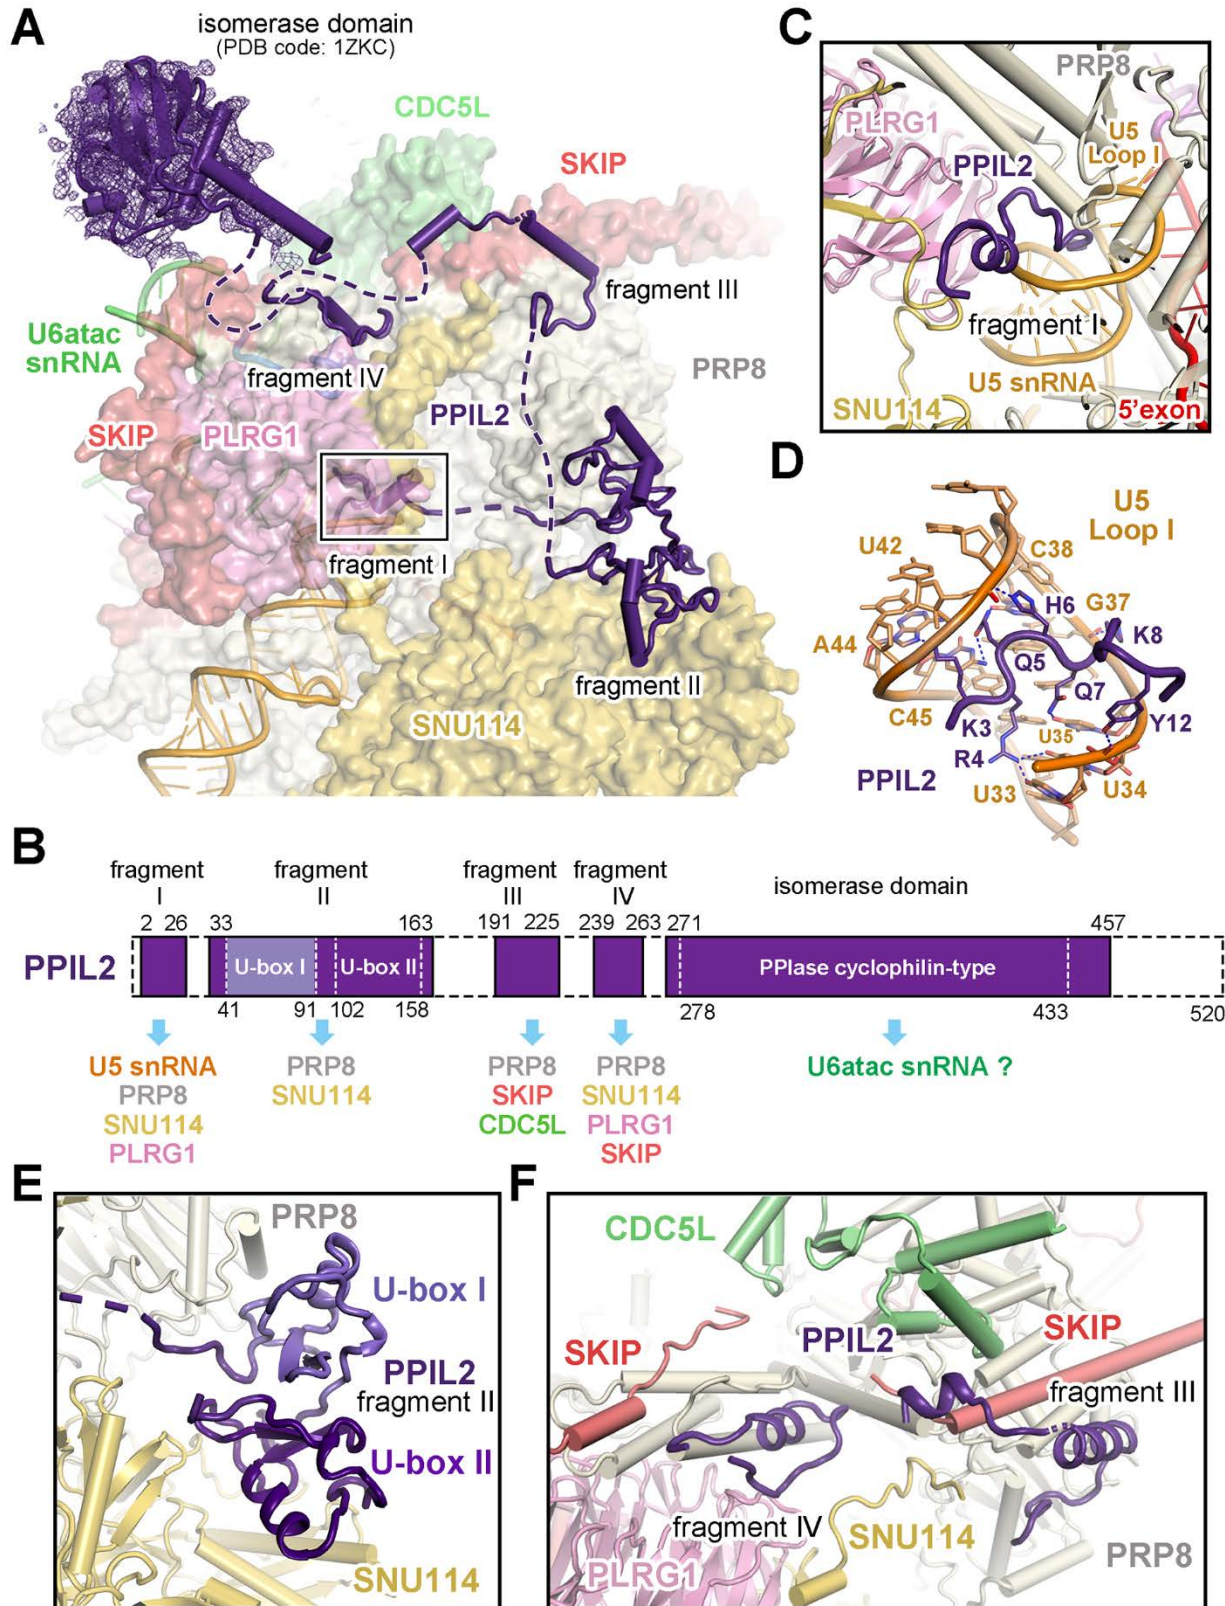 A
isomerase domain
(PDB code: 1ZKC)
CDC5L
SKIP
fragment III
U6atac
snRNA
fragment IV
PRP8
PPIL2
SKIP
PLRG1
fragment I
fragment II
SNU114
C
PRP8
PLRG1
U5
Loop I
PPIL2
fragment I
U5 snRNA
SNU114
5'exon
D
U5
Loop I
U42
C38
H6
G37
K8
A44
Q5
Q7
C45
K3
U35
Y12
R4
PPIL2
U33
U34
B
fragment
I
fragment
II
fragment
III
fragment
IV
isomerase domain
2 26 33 163 191 225 239 263 271 457
PPIL2
U-box I
U-box II
PPlase cyclophilin-type
41 91 102 158 278 433 520
U5 snRNA
PRP8
SNU114
PLRG1
PRP8
SNU114
PRP8
SKIP
CDC5L
PRP8
SNU114
PLRG1
SKIP
U6atac snRNA ?
E
PRP8
U-box I
PPIL2
fragment II
U-box II
SNU114
F
CDC5L
PPIL2
SKIP
SKIP
fragment III
fragment IV
SNU114
PLRG1
PRP8